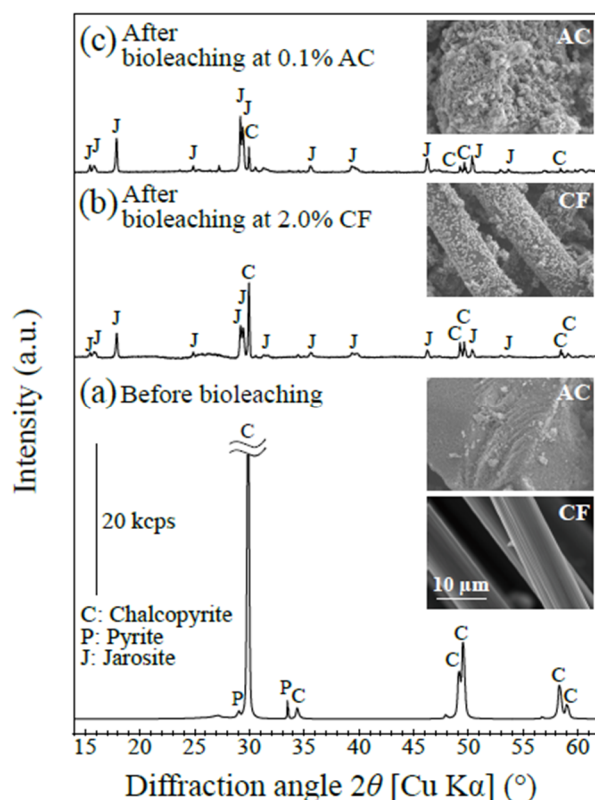 (c) After
bioleaching at 0.1% AC
AC
J J J J J J C J J J C C J J C
(b) After
bioleaching at 2.0% CF
CF
J J J J J J C J J J J C C J J C C
(a) Before bioleaching
AC
CF
10 µm
C
20 kcps
C: Chalcopyrite
P: Pyrite
J: Jarosite
P P C C C C C
14 20 25 30 35 40 45 50 55 60
Diffraction angle 2θ [Cu Kα] (°)
Intensity (a.u.)